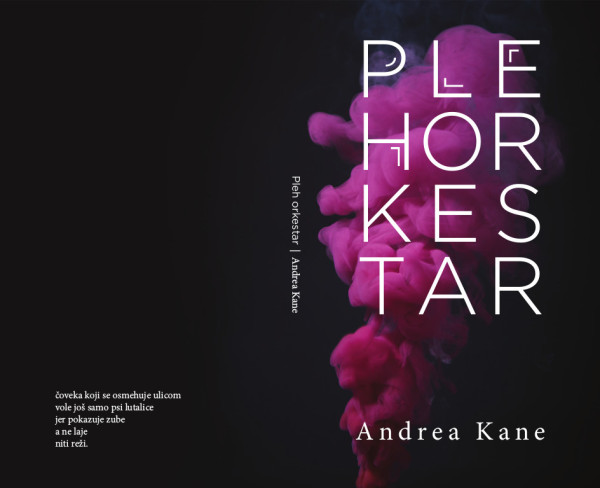 čoveka koji se osmehuje ulicom
vole još samo psi lutalice
jer pokazuje zube
a ne laje
niti reži.
Pleh orkestar | Andrea Kane
PLE
HOR
KES
TAR
Andrea Kane